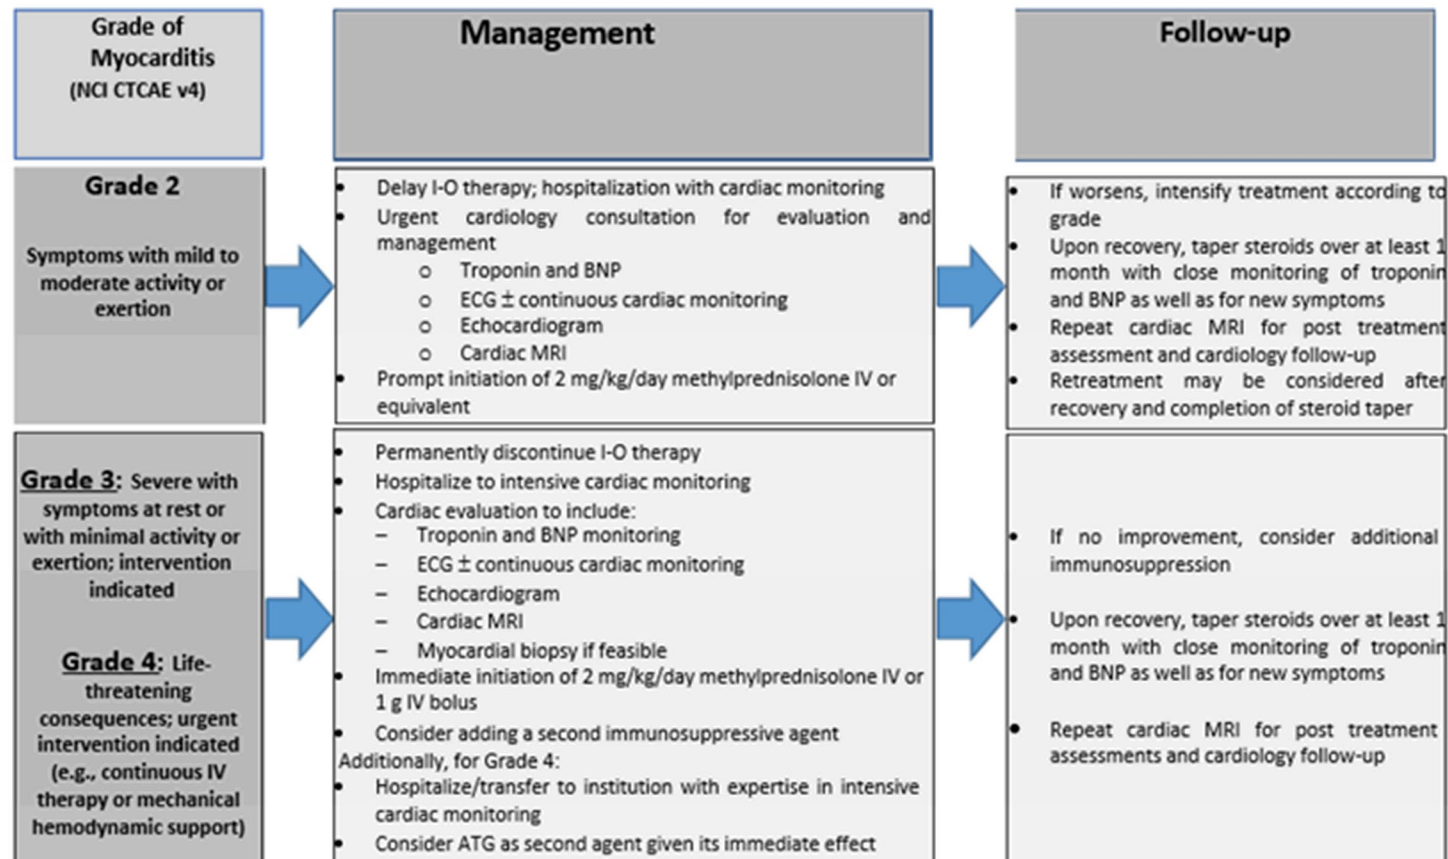 Grade of
Myocarditis
(NCI CTCAE v4)
Management
Follow-up
Grade 2
Symptoms with mild to
moderate activity or
exertion
• Delay I-O therapy; hospitalization with cardiac monitoring
• Urgent cardiology consultation for evaluation and
management
o Troponin and BNP
o ECG ± continuous cardiac monitoring
o Echocardiogram
o Cardiac MRI
• Prompt initiation of 2 mg/kg/day methylprednisolone IV or
equivalent
• If worsens, intensify treatment according to
grade
• Upon recovery, taper steroids over at least 1
month with close monitoring of troponin
and BNP as well as for new symptoms
• Repeat cardiac MRI for post treatment
assessment and cardiology follow-up
• Retreatment may be considered after
recovery and completion of steroid taper
Grade 3: Severe with
symptoms at rest or
with minimal activity or
exertion; intervention
indicated
Grade 4: Life-
threatening
consequences; urgent
intervention indicated
(e.g., continuous IV
therapy or mechanical
hemodynamic support)
• Permanently discontinue I-O therapy
• Hospitalize to intensive cardiac monitoring
• Cardiac evaluation to include:
– Troponin and BNP monitoring
– ECG ± continuous cardiac monitoring
– Echocardiogram
– Cardiac MRI
– Myocardial biopsy if feasible
• Immediate initiation of 2 mg/kg/day methylprednisolone IV or
1 g IV bolus
• Consider adding a second immunosuppressive agent
Additionally, for Grade 4:
• Hospitalize/transfer to institution with expertise in intensive
cardiac monitoring
• Consider ATG as second agent given its immediate effect
• If no improvement, consider additional
immunosuppression
• Upon recovery, taper steroids over at least 1
month with close monitoring of troponin
and BNP as well as for new symptoms
• Repeat cardiac MRI for post treatment
assessments and cardiology follow-up